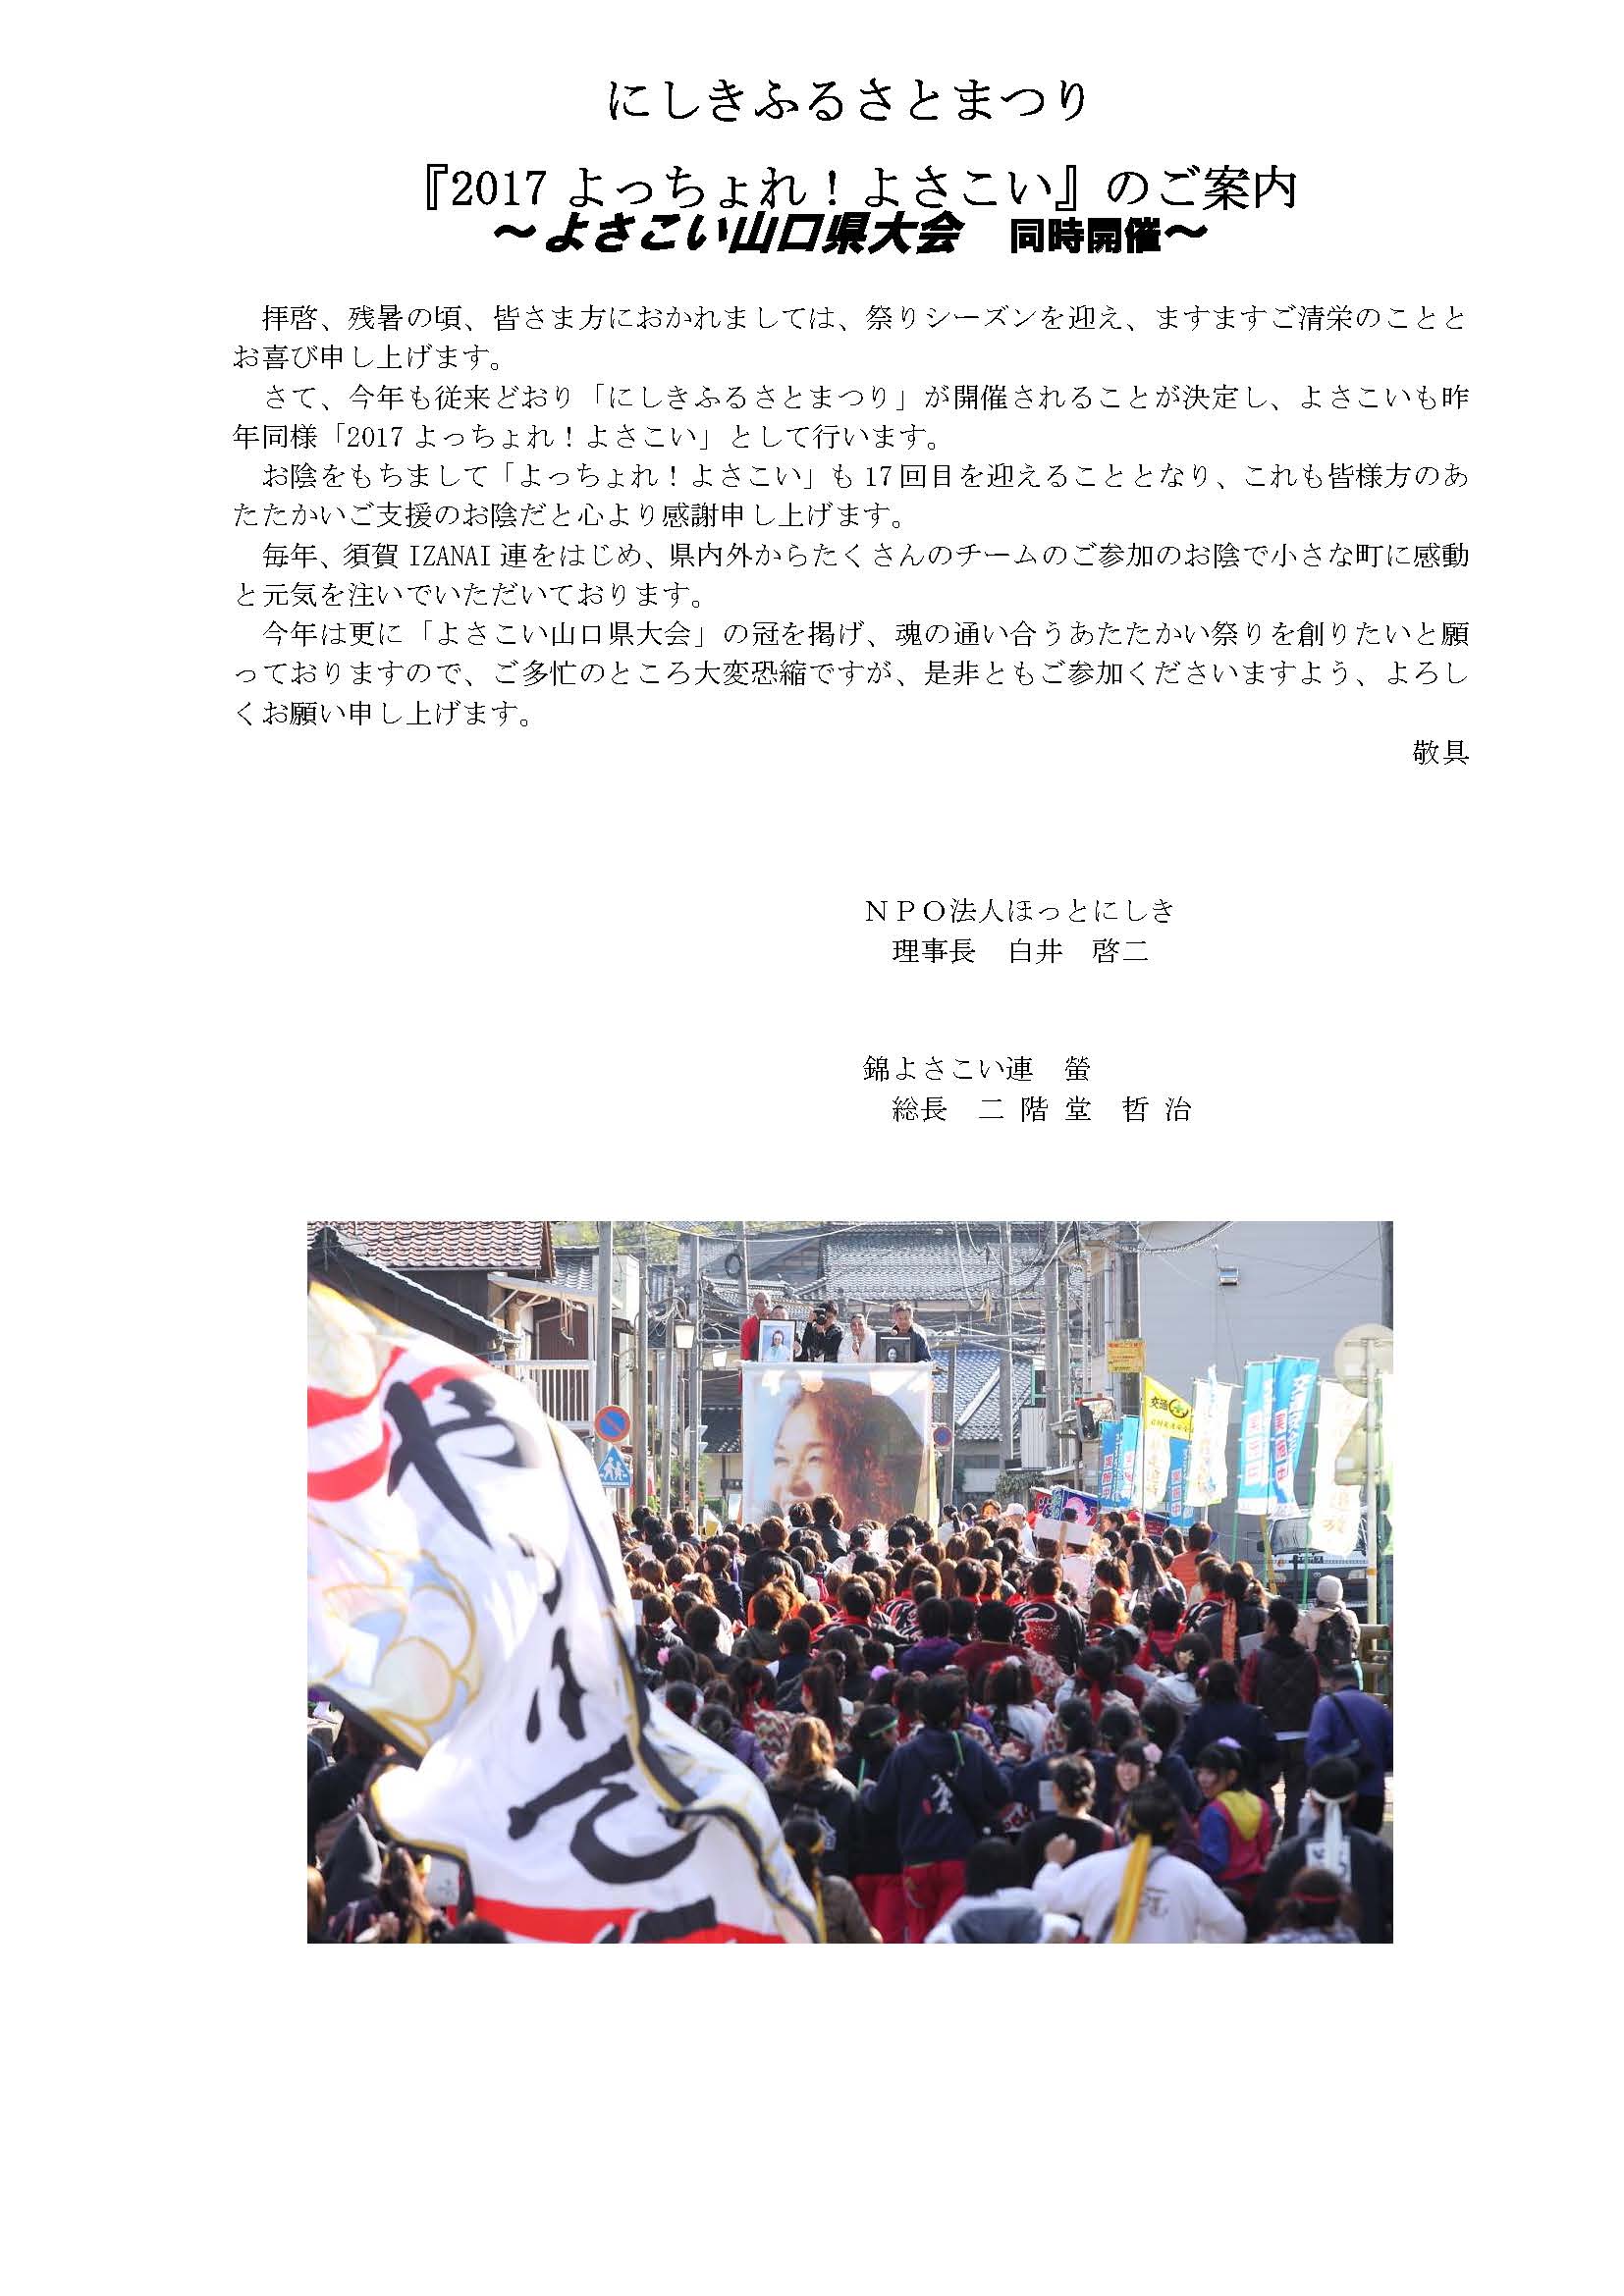 にしきふるさとまつり
『2017 よっちょれ！よさこい』のご案内
～よさこい山口県大会　同時開催～
拝啓、残暑の頃、皆さま方におかれましては、祭りシーズンを迎え、ますますご清栄のことと
お喜び申し上げます。
さて、今年も従来どおり「にしきふるさとまつり」が開催されることが決定し、よさこいも昨
年同様「2017 よっちょれ！よさこい」として行います。
お陰をもちまして「よっちょれ！よさこい」も 17 回目を迎えることとなり、これも皆様方のあ
たたかいご支援のお陰だと心より感謝申し上げます。
毎年、須賀 IZANAI 連をはじめ、県内外からたくさんのチームのご参加のお陰で小さな町に感動
と元気を注いでいただいております。
今年は更に「よさこい山口県大会」の冠を掲げ、魂の通い合うあたたかい祭りを創りたいと願
っておりますので、ご多忙のところ大変恐縮ですが、是非ともご参加くださいますよう、よろし
くお願い申し上げます。
敬具
ＮＰＯ法人ほっとにしき
理事長　白井　啓二
錦よさこい連　螢
総長　二 階 堂　哲 治
交通
実施中
実施中